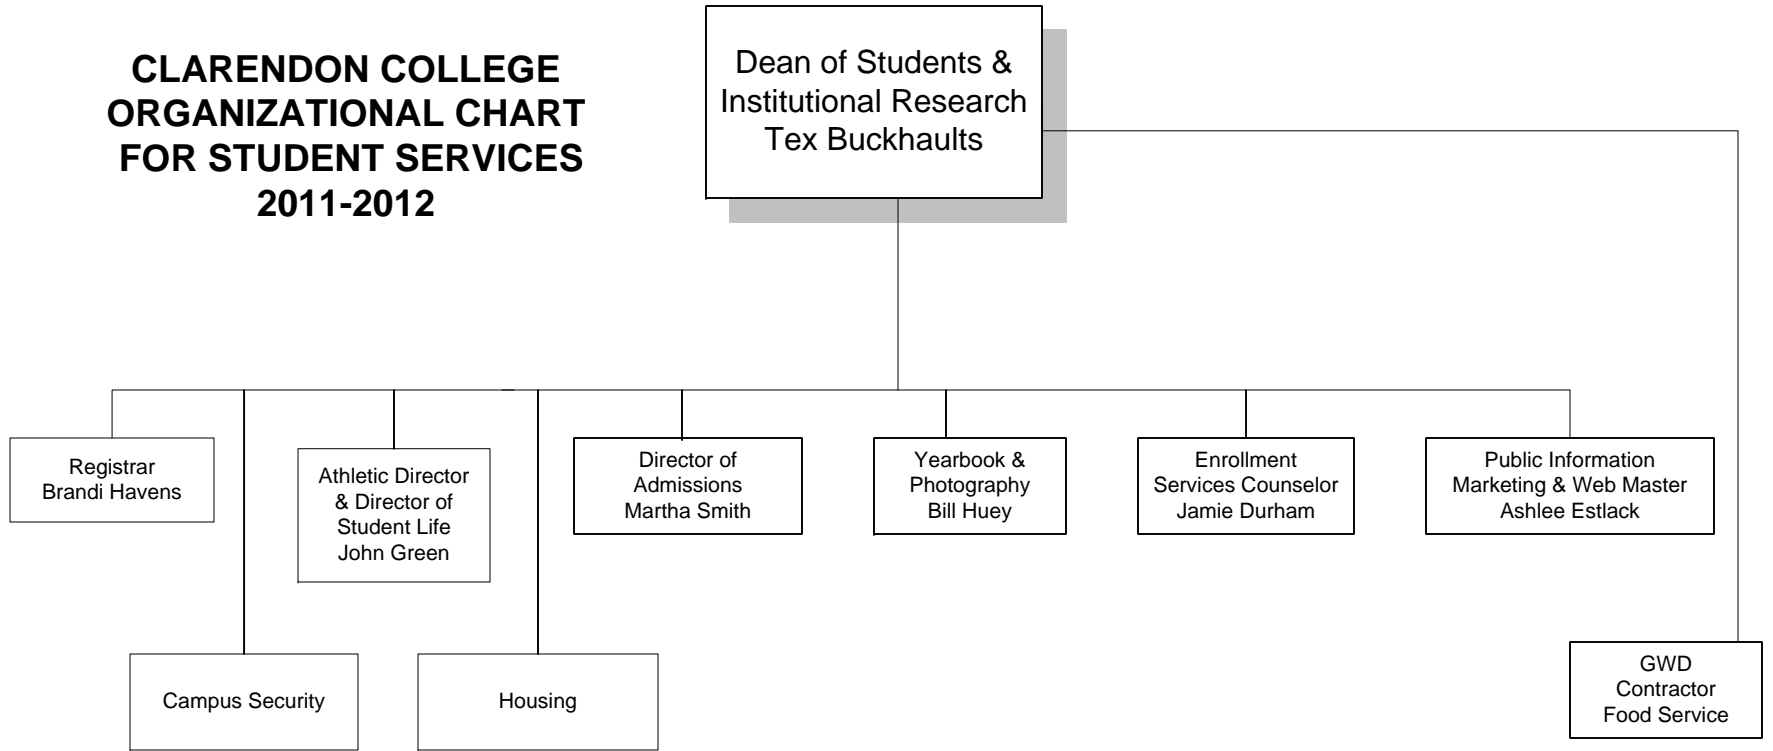 CLARENDON COLLEGE
ORGANIZATIONAL CHART
FOR STUDENT SERVICES
2011-2012
Dean of Students &
Institutional Research
Tex Buckhaults
Registrar
Brandi Havens
Athletic Director
& Director of
Student Life
John Green
Director of
Admissions
Martha Smith
Yearbook &
Photography
Bill Huey
Enrollment
Services Counselor
Jamie Durham
Public Information
Marketing & Web Master
Ashlee Estlack
Campus Security
Housing
GWD
Contractor
Food Service